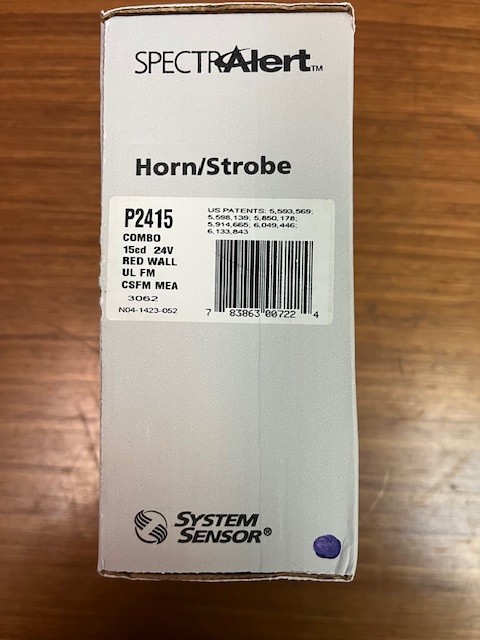 SPECTRAlert™
Horn/Strobe
P2415
COMBO
15cd 24V
RED WALL
UL FM
CSFM MEA
3062
N04-1423-052
US PATENTS: 5,593,569;
5,598,139; 5,850,178;
5,914,665; 6,049,446;
6,133,843
7 83863 00722 4
SYSTEM
SENSOR®